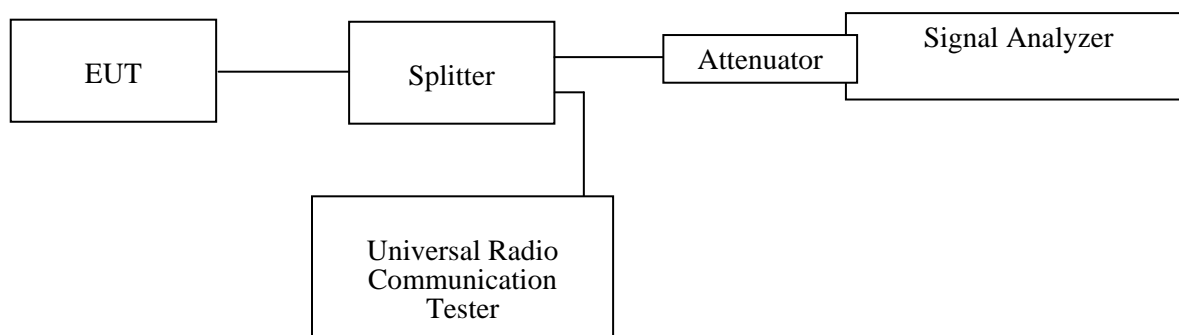 EUT
Splitter
Attenuator
Signal Analyzer
Universal Radio
Communication
Tester